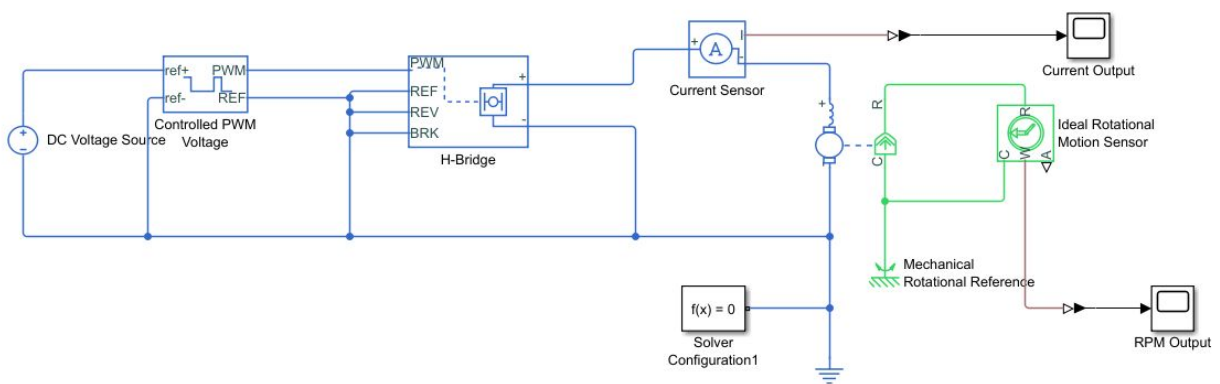 ref+
PWM
ref-
REF
Controlled PWM
Voltage
DC Voltage Source
PWM
REF
REV
BRK
+
-
H-Bridge
+
A
I
-
Current Sensor
Current Output
+
R
C
R
C
W
A
Ideal Rotational
Motion Sensor
Mechanical
Rotational Reference
f(x) = 0
Solver
Configuration1
RPM Output